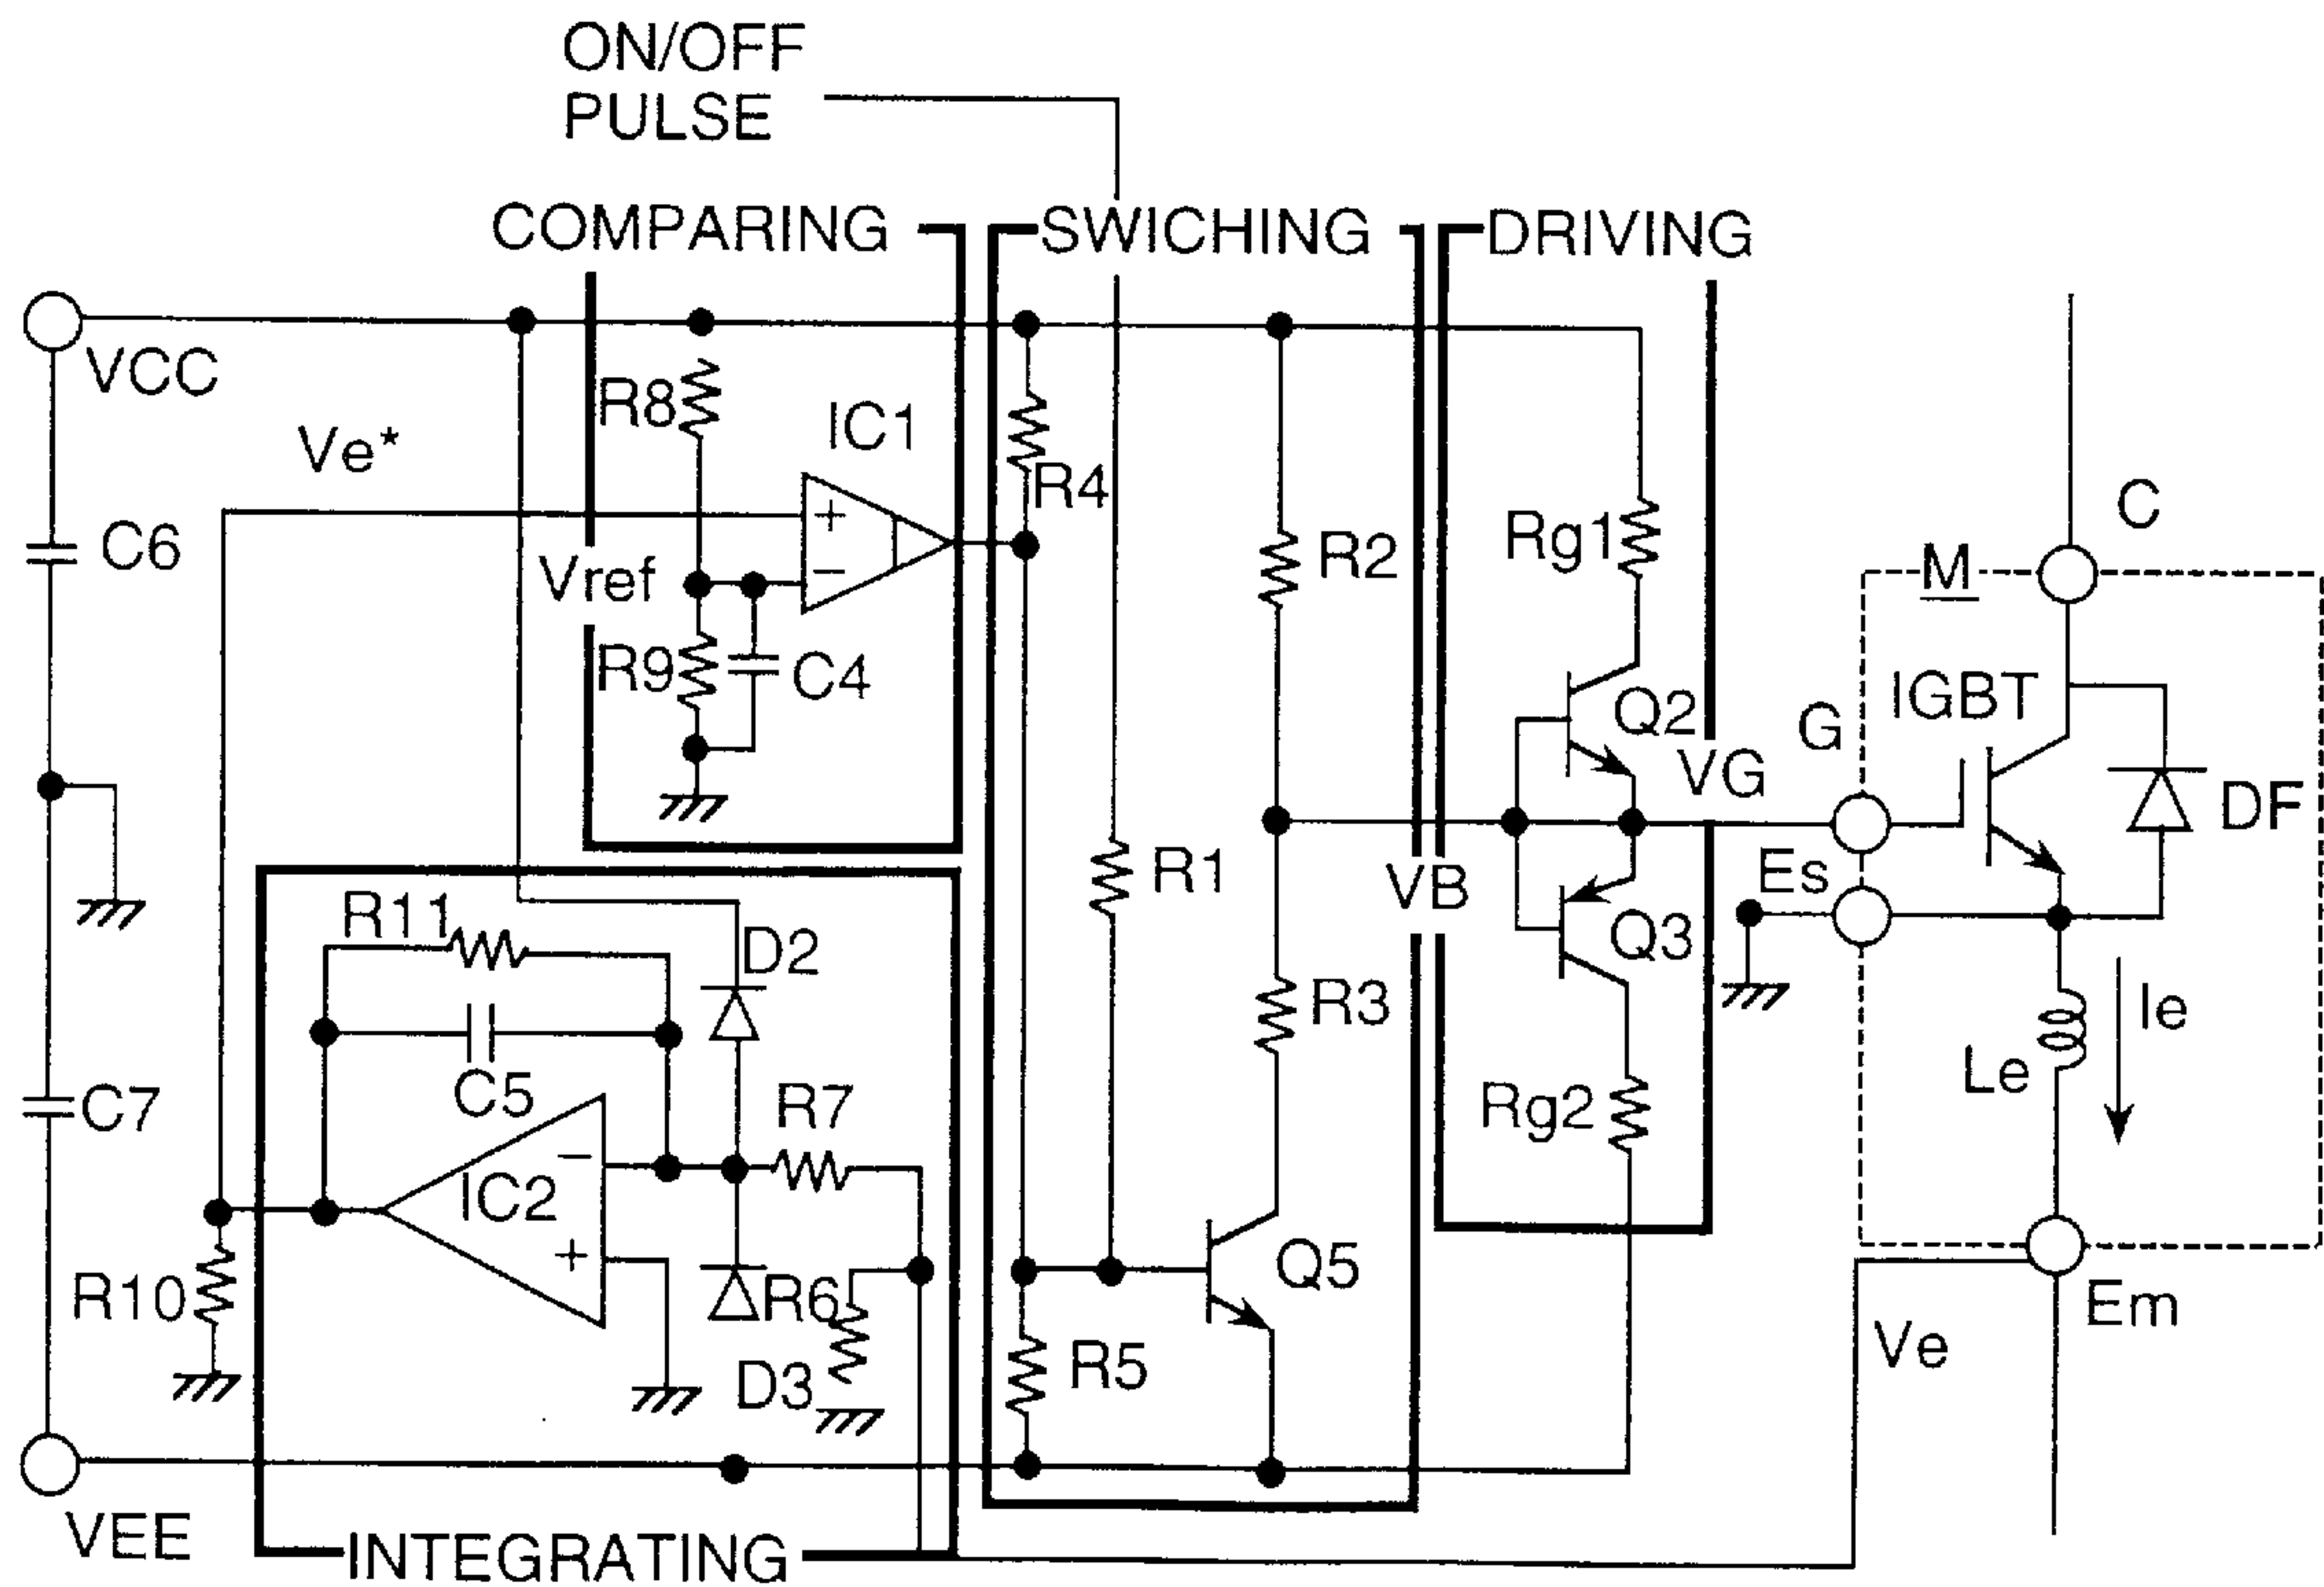 ON/OFF
PULSE
COMPARING
SWICHING
DRIVING
VCC
R8
IC1
Ve*
R4
C
C6
+
Rg1
R2
M
Vref
−
R9
C4
Q2
IGBT
G
VG
DF
R1
Es
VB
R11
Q3
D2
R3
Ie
Le
C5
C7
R7
Rg2
−
IC2
+
Q5
R6
R10
Em
Ve
R5
D3
VEE
INTEGRATING